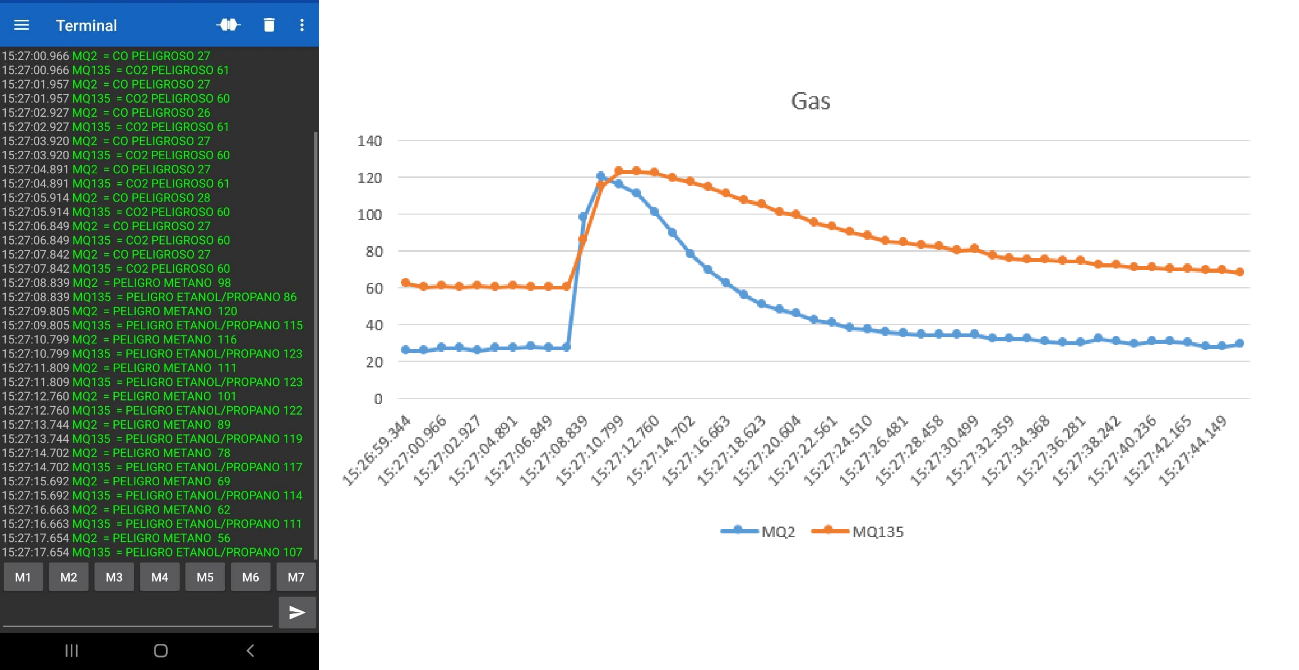 Terminal
15:27:00.966 MQ2 = CO PELIGROSO 27
15:27:00.966 MQ135 = CO2 PELIGROSO 61
15:27:01.957 MQ2 = CO PELIGROSO 27
15:27:01.957 MQ135 = CO2 PELIGROSO 60
15:27:02.927 MQ2 = CO PELIGROSO 26
15:27:02.927 MQ135 = CO2 PELIGROSO 61
15:27:03.920 MQ2 = CO PELIGROSO 27
15:27:03.920 MQ135 = CO2 PELIGROSO 60
15:27:04.891 MQ2 = CO PELIGROSO 27
15:27:04.891 MQ135 = CO2 PELIGROSO 61
15:27:05.914 MQ2 = CO PELIGROSO 28
15:27:05.914 MQ135 = CO2 PELIGROSO 60
15:27:06.849 MQ2 = CO PELIGROSO 27
15:27:06.849 MQ135 = CO2 PELIGROSO 60
15:27:07.842 MQ2 = CO PELIGROSO 27
15:27:07.842 MQ135 = CO2 PELIGROSO 60
15:27:08.839 MQ2 = PELIGRO METANO 98
15:27:08.839 MQ135 = PELIGRO ETANOL/PROPANO 86
15:27:09.805 MQ2 = PELIGRO METANO 120
15:27:09.805 MQ135 = PELIGRO ETANOL/PROPANO 115
15:27:10.799 MQ2 = PELIGRO METANO 116
15:27:10.799 MQ135 = PELIGRO ETANOL/PROPANO 123
15:27:11.809 MQ2 = PELIGRO METANO 111
15:27:11.809 MQ135 = PELIGRO ETANOL/PROPANO 123
15:27:12.760 MQ2 = PELIGRO METANO 101
15:27:12.760 MQ135 = PELIGRO ETANOL/PROPANO 122
15:27:13.744 MQ2 = PELIGRO METANO 89
15:27:13.744 MQ135 = PELIGRO ETANOL/PROPANO 119
15:27:14.702 MQ2 = PELIGRO METANO 78
15:27:14.702 MQ135 = PELIGRO ETANOL/PROPANO 117
15:27:15.692 MQ2 = PELIGRO METANO 69
15:27:15.692 MQ135 = PELIGRO ETANOL/PROPANO 114
15:27:16.663 MQ2 = PELIGRO METANO 62
15:27:16.663 MQ135 = PELIGRO ETANOL/PROPANO 111
15:27:17.654 MQ2 = PELIGRO METANO 56
15:27:17.654 MQ135 = PELIGRO ETANOL/PROPANO 107
M1 M2 M3 M4 M5 M6 M7
Gas
140
120
100
80
60
40
20
0
15:26:59.344
15:27:00.966
15:27:02.927
15:27:04.891
15:27:06.849
15:27:08.839
15:27:10.799
15:27:12.760
15:27:14.702
15:27:16.663
15:27:18.623
15:27:20.604
15:27:22.561
15:27:24.510
15:27:26.481
15:27:28.458
15:27:30.499
15:27:32.359
15:27:34.368
15:27:36.281
15:27:38.242
15:27:40.236
15:27:42.165
15:27:44.149
MQ2 MQ135